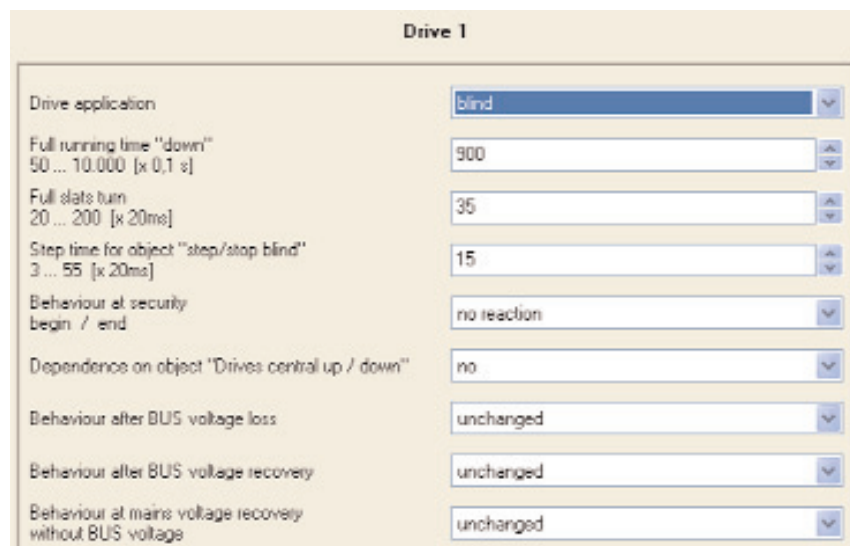 Drive 1
Drive application
blind
Full running time "down"
50 ... 10.000 [x 0,1 s]
900
Full slats turn
20 ... 200 [x 20ms]
35
Step time for object "step/stop blind"
3 ... 55 [x 20ms]
15
Behaviour at security
begin / end
no reaction
Dependence on object "Drives central up / down"
no
Behaviour after BUS voltage loss
unchanged
Behaviour after BUS voltage recovery
unchanged
Behaviour at mains voltage recovery
without BUS voltage
unchanged